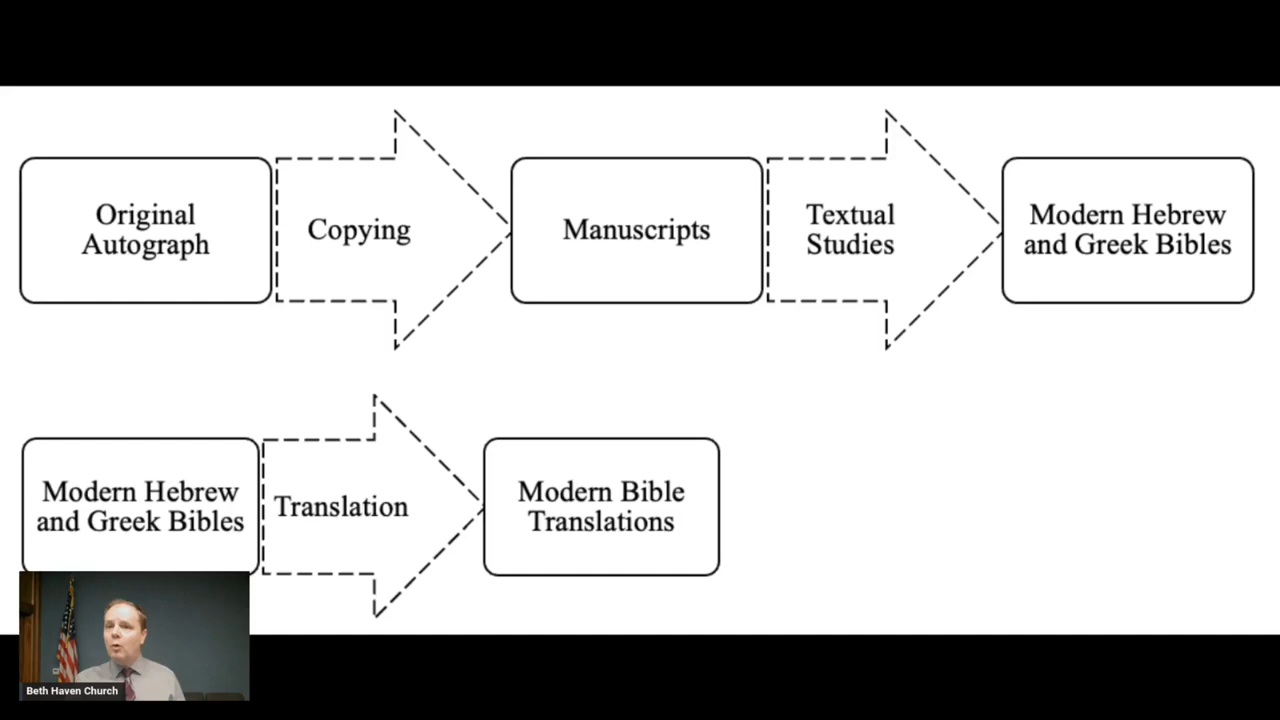 Original
Autograph
Copying
Manuscripts
Textual
Studies
Modern Hebrew
and Greek Bibles
Modern Hebrew
and Greek Bibles
Translation
Modern Bible
Translations
Beth Haven Church